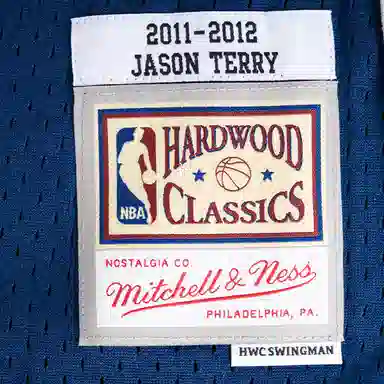 2011-2012
JASON TERRY
HARDWOOD
NBA
CLASSICS
NOSTALGIA CO.
Mitchell & Ness
PHILADELPHIA, PA.
HWC SWINGMAN